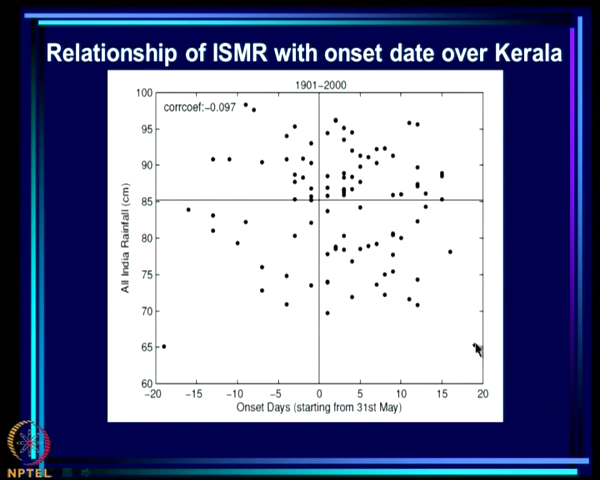 Relationship of ISMR with onset date over Kerala
1901-2000
corrcoef:-0.097
All India Rainfall (cm)
100
95
90
85
80
75
70
65
60
-20 -15 -10 -5 0 5 10 15 20
Onset Days (starting from 31st May)
NPTEL